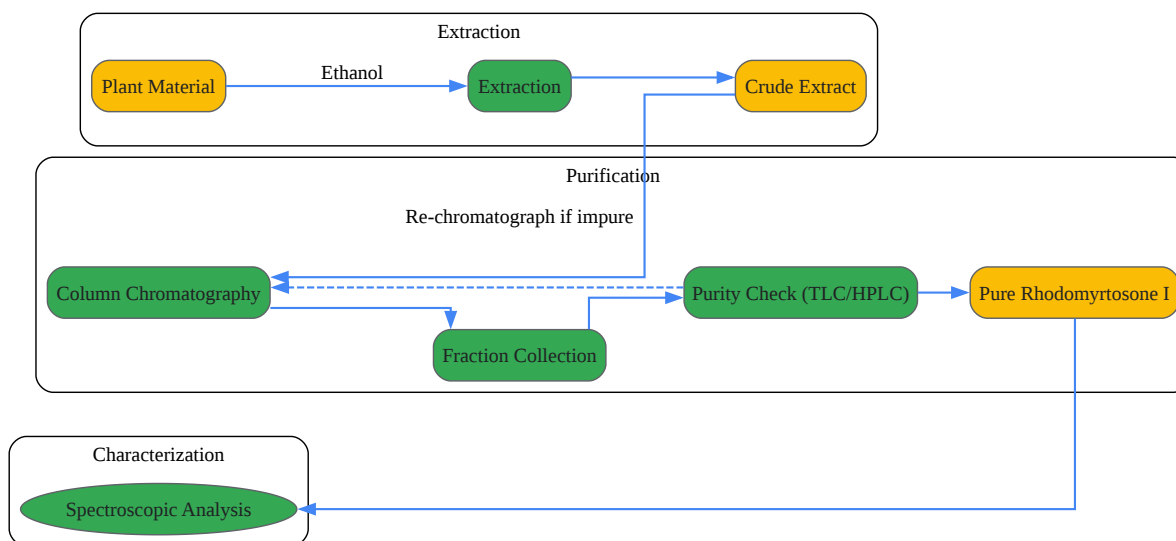 Extraction
Plant Material
Ethanol
Extraction
Crude Extract
Purification
Re-chromatograph if impure
Column Chromatography
Purity Check (TLC/HPLC)
Pure Rhodomyrtosone I
Fraction Collection
Characterization
Spectroscopic Analysis